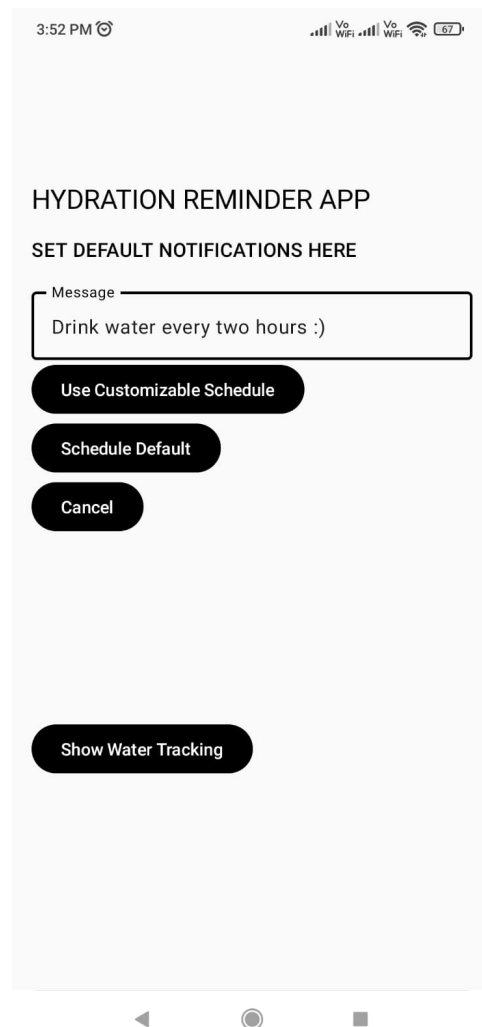 3:52 PM
Vo WiFi Vo WiFi 67
HYDRATION REMINDER APP
SET DEFAULT NOTIFICATIONS HERE
Message
Drink water every two hours :)
Use Customizable Schedule
Schedule Default
Cancel
Show Water Tracking